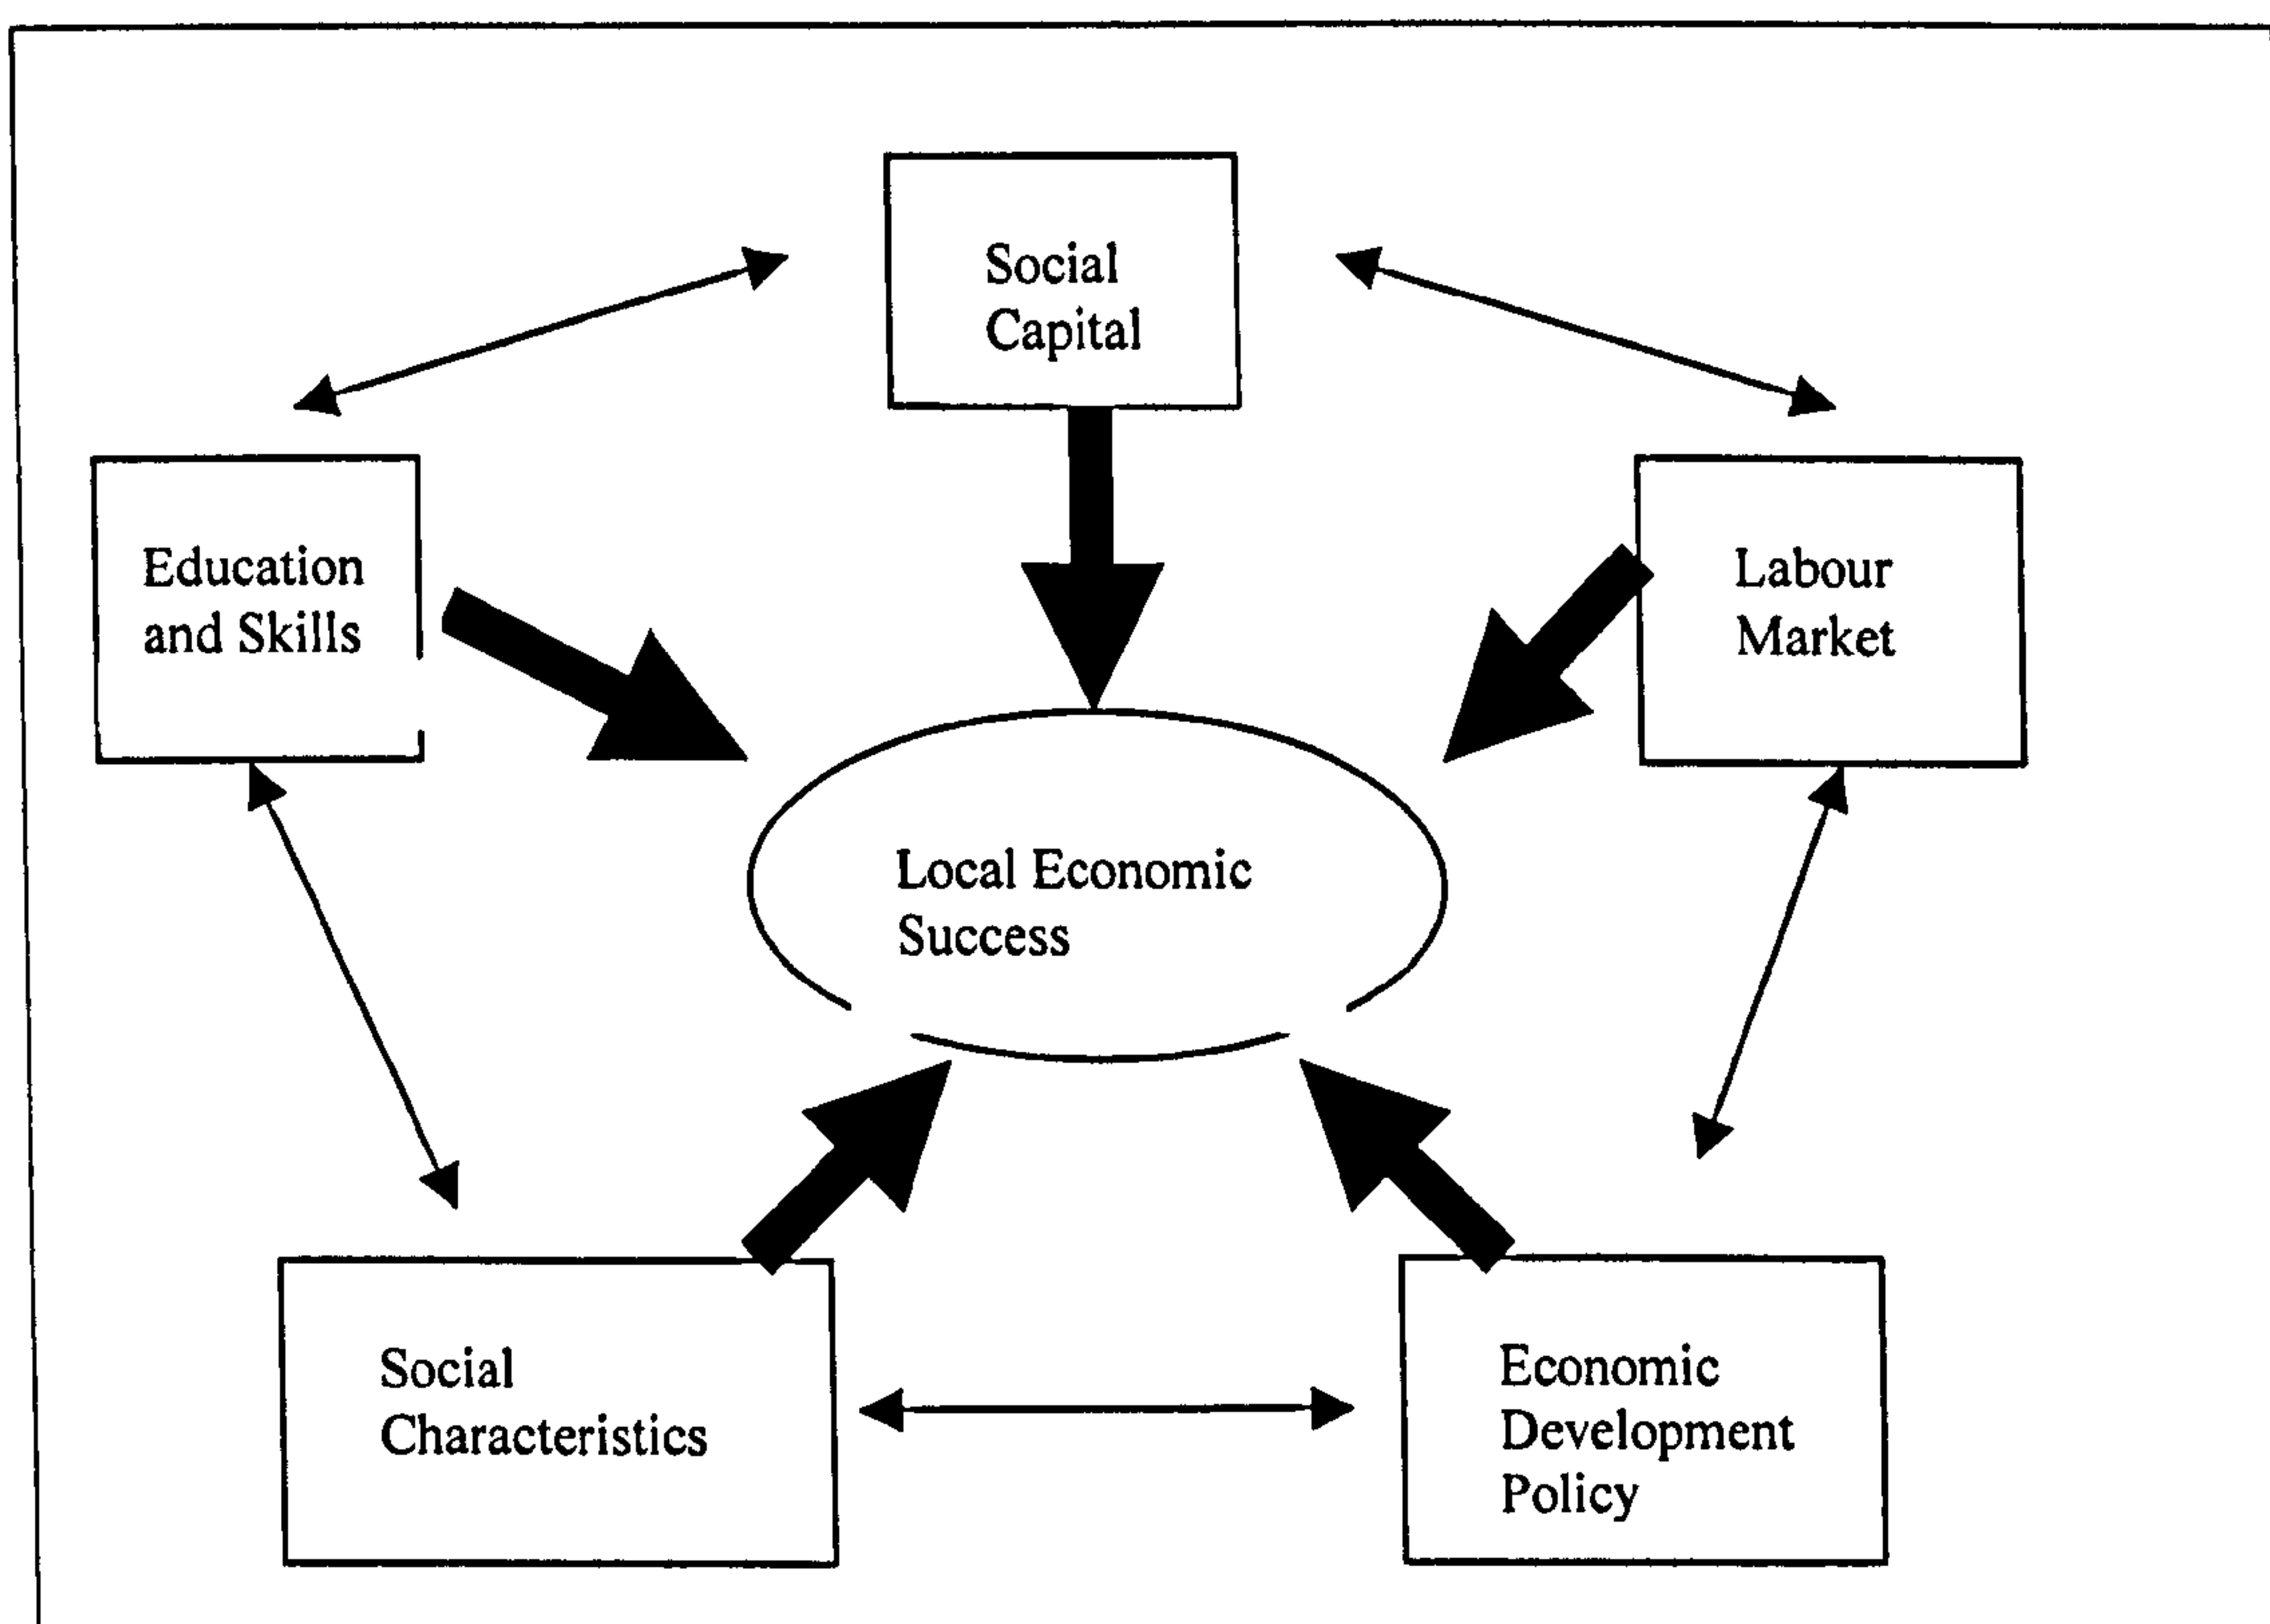 Social
Capital
Education
and Skills
Labour
Market
Local Economic
Success
Social
Characteristics
Economic
Development
Policy